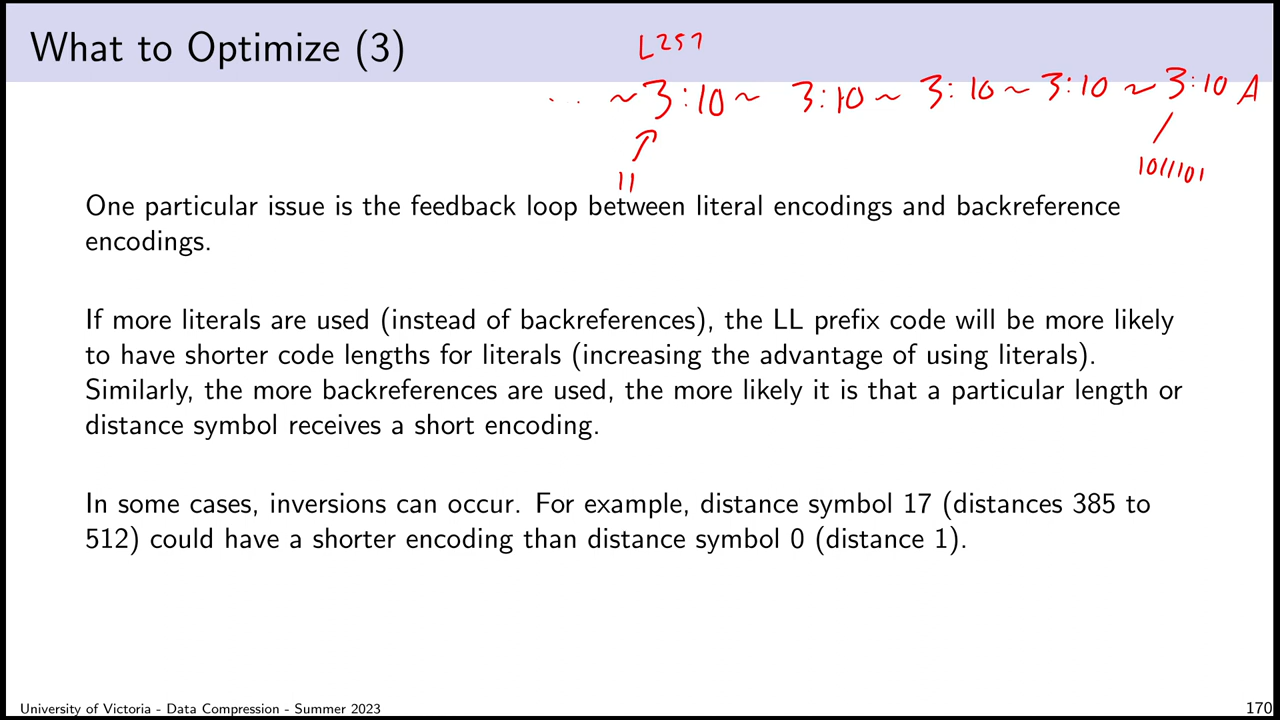 What to Optimize (3)
L257
... ~ 3:10 ~ 3:10 ~ 3:10 ~ 3:10 ~ 3:10 A
11
1011101
One particular issue is the feedback loop between literal encodings and backreference
encodings.
If more literals are used (instead of backreferences), the LL prefix code will be more likely
to have shorter code lengths for literals (increasing the advantage of using literals).
Similarly, the more backreferences are used, the more likely it is that a particular length or
distance symbol receives a short encoding.
In some cases, inversions can occur. For example, distance symbol 17 (distances 385 to
512) could have a shorter encoding than distance symbol 0 (distance 1).
University of Victoria - Data Compression - Summer 2023
170